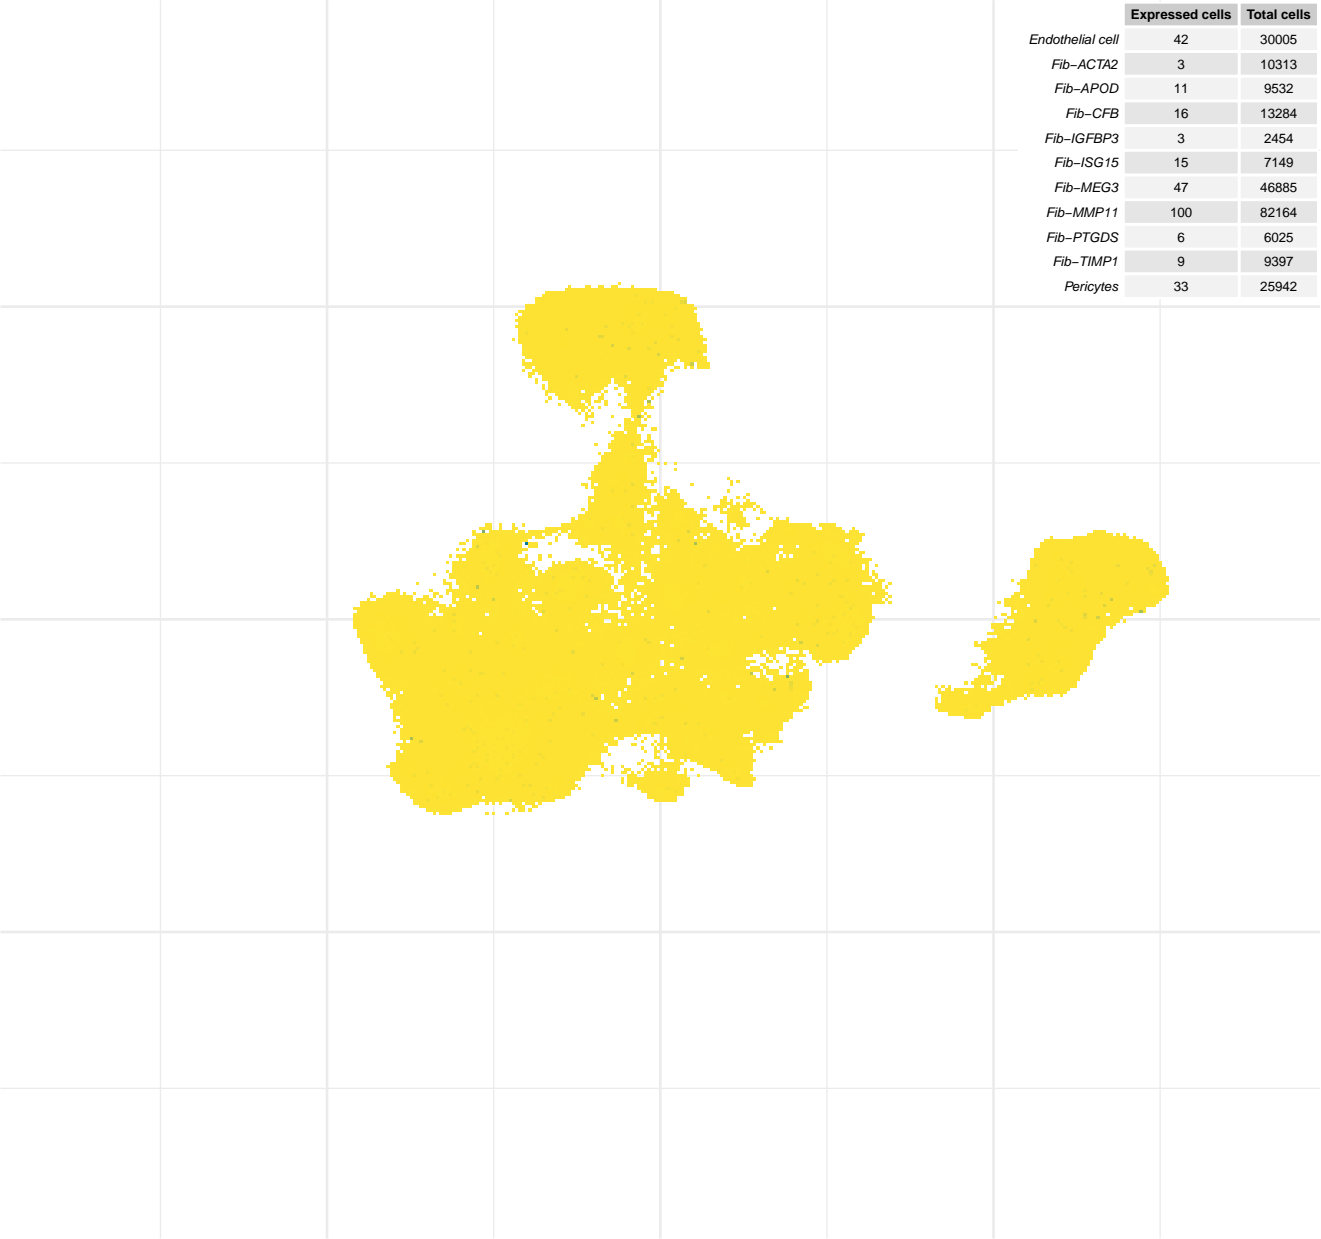 Expressed cells Total cells
Endothelial cell 42 30005
Fib−ACTA2 3 10313
Fib−APOD 11 9532
Fib−CFB 16 13284
Fib−IGFBP3 3 2454
Fib−ISG15 15 7149
Fib−MEG3 47 46885
Fib−MMP11 100 82164
Fib−PTGDS 6 6025
Fib−TIMP1 9 9397
Pericytes 33 25942